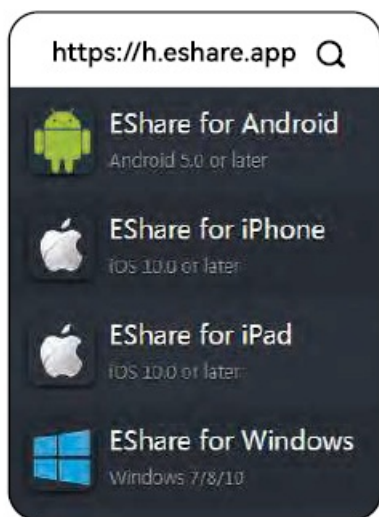 https://h.eshare.app
EShare for Android
Android 5.0 or later
EShare for iPhone
iOS 10.0 or later
EShare for iPad
iOS 10.0 or later
EShare for Windows
Windows 7/8/10